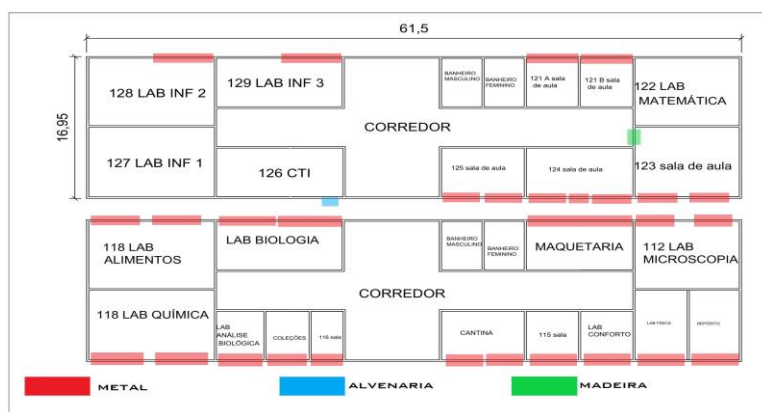 61,5
16,95
128 LAB INF 2
129 LAB INF 3
BANHEIRO
MASCULINO
BANHEIRO
FEMININO
121 A sala
de aula
121 B sala
de aula
122 LAB
MATEMÁTICA
CORREDOR
127 LAB INF 1
126 CTI
125 sala de aula
124 sala de aula
123 sala de aula
118 LAB
ALIMENTOS
LAB BIOLOGIA
BANHEIRO
MASCULINO
BANHEIRO
FEMININO
MAQUETARIA
112 LAB
MICROSCOPIA
CORREDOR
118 LAB QUÍMICA
LAB
ANÁLISE
BIOLÓGICA
COLEÇÕES
116 sala
CANTINA
115 sala
LAB
CONFORTO
LAB FÍSICA
DEPÓSITO
METAL
ALVENARIA
MADEIRA